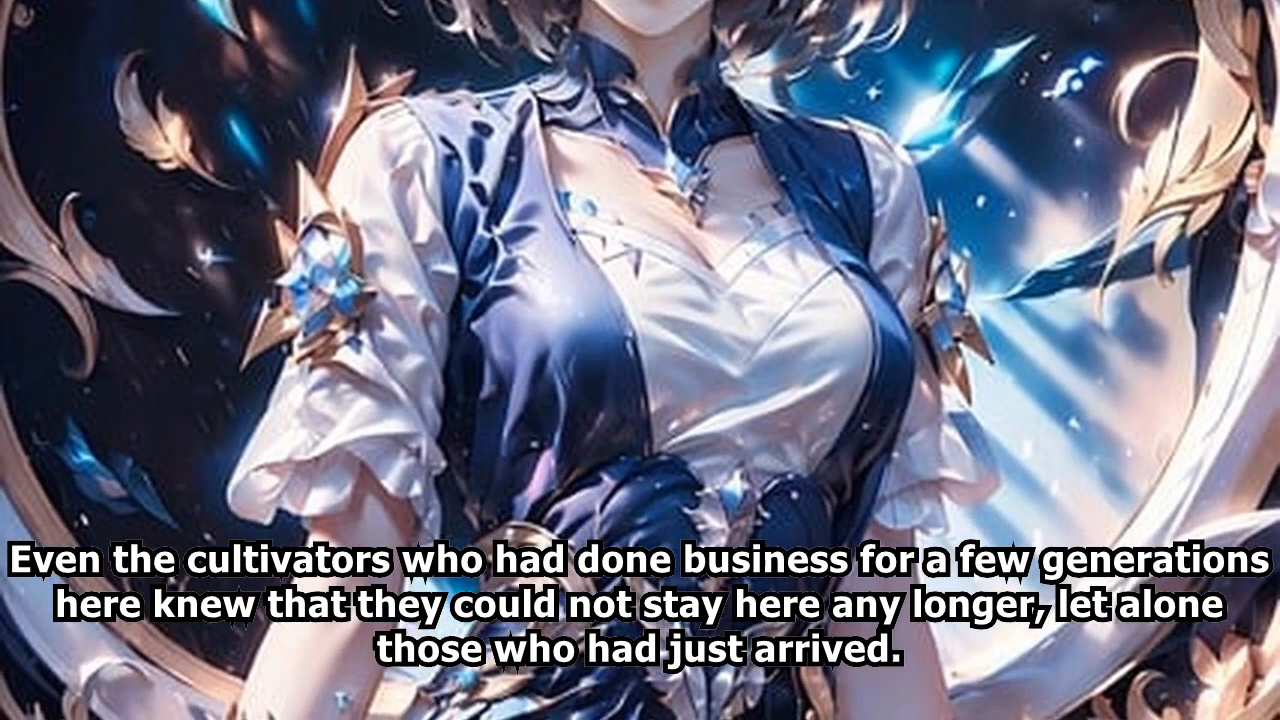 Even the cultivators who had done business for a few generations
here knew that they could not stay here any longer, let alone
those who had just arrived.